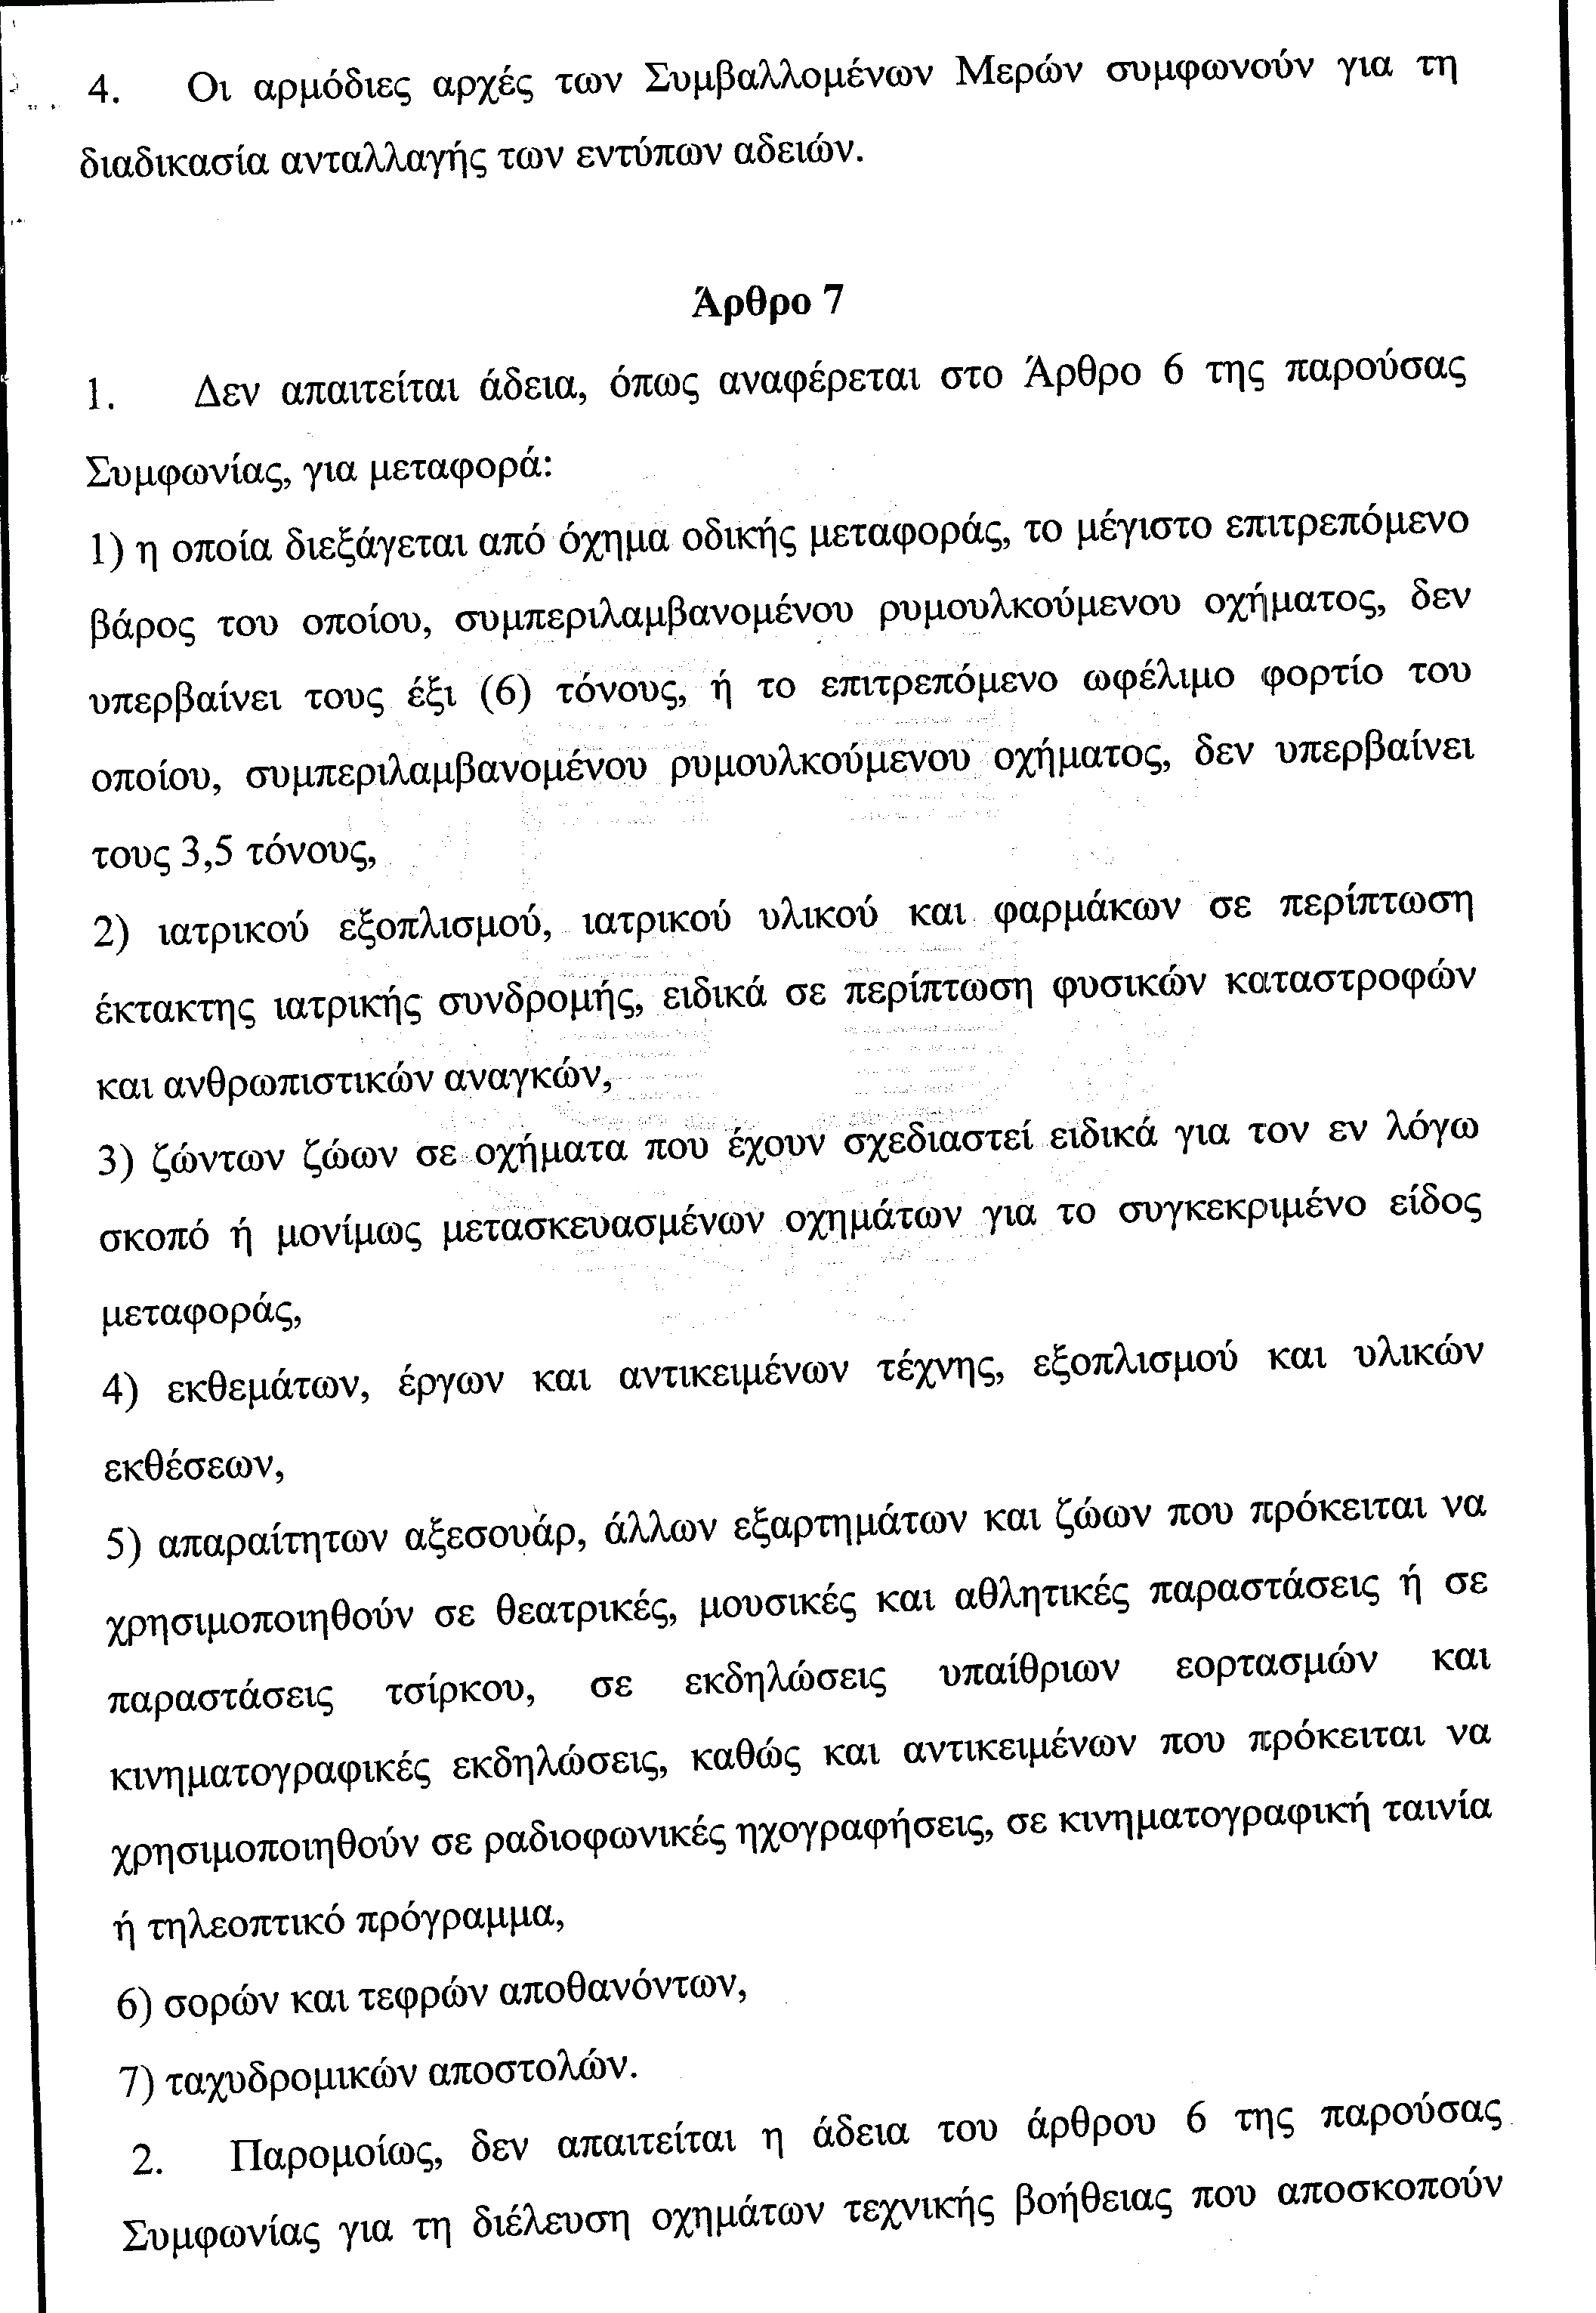 4. Οι αρμόδιες αρχές των Συμβαλλομένων Μερών συμφωνούν για τη
διαδικασία ανταλλαγής των εντύπων αδειών.
Άρθρο 7
1. Δεν απαιτείται άδεια, όπως αναφέρεται στο Άρθρο 6 της παρούσας
Συμφωνίας, για μεταφορά:
1) η οποία διεξάγεται από όχημα οδικής μεταφοράς, το μέγιστο επιτρεπόμενο
βάρος του οποίου, συμπεριλαμβανομένου ρυμουλκούμενου οχήματος, δεν
υπερβαίνει τους έξι (6) τόνους, ή το επιτρεπόμενο ωφέλιμο φορτίο του
οποίου, συμπεριλαμβανομένου ρυμουλκούμενου οχήματος, δεν υπερβαίνει
τους 3,5 τόνους,
2) ιατρικού εξοπλισμού, ιατρικού υλικού και φαρμάκων σε περίπτωση
έκτακτης ιατρικής συνδρομής, ειδικά σε περίπτωση φυσικών καταστροφών
και ανθρωπιστικών αναγκών,
3) ζώντων ζώων σε οχήματα που έχουν σχεδιαστεί ειδικά για τον εν λόγω
σκοπό ή μονίμως μετασκευασμένων οχημάτων για το συγκεκριμένο είδος
μεταφοράς,
4) εκθεμάτων, έργων και αντικειμένων τέχνης, εξοπλισμού και υλικών
εκθέσεων,
5) απαραίτητων αξεσουάρ, άλλων εξαρτημάτων και ζώων που πρόκειται να
χρησιμοποιηθούν σε θεατρικές, μουσικές και αθλητικές παραστάσεις ή σε
παραστάσεις τσίρκου, σε εκδηλώσεις υπαίθριων εορτασμών και
κινηματογραφικές εκδηλώσεις, καθώς και αντικειμένων που πρόκειται να
χρησιμοποιηθούν σε ραδιοφωνικές ηχογραφήσεις, σε κινηματογραφική ταινία
ή τηλεοπτικό πρόγραμμα,
6) σορών και τεφρών αποθανόντων,
7) ταχυδρομικών αποστολών.
2. Παρομοίως, δεν απαιτείται η άδεια του άρθρου 6 της παρούσας
Συμφωνίας για τη διέλευση οχημάτων τεχνικής βοήθειας που αποσκοπούν